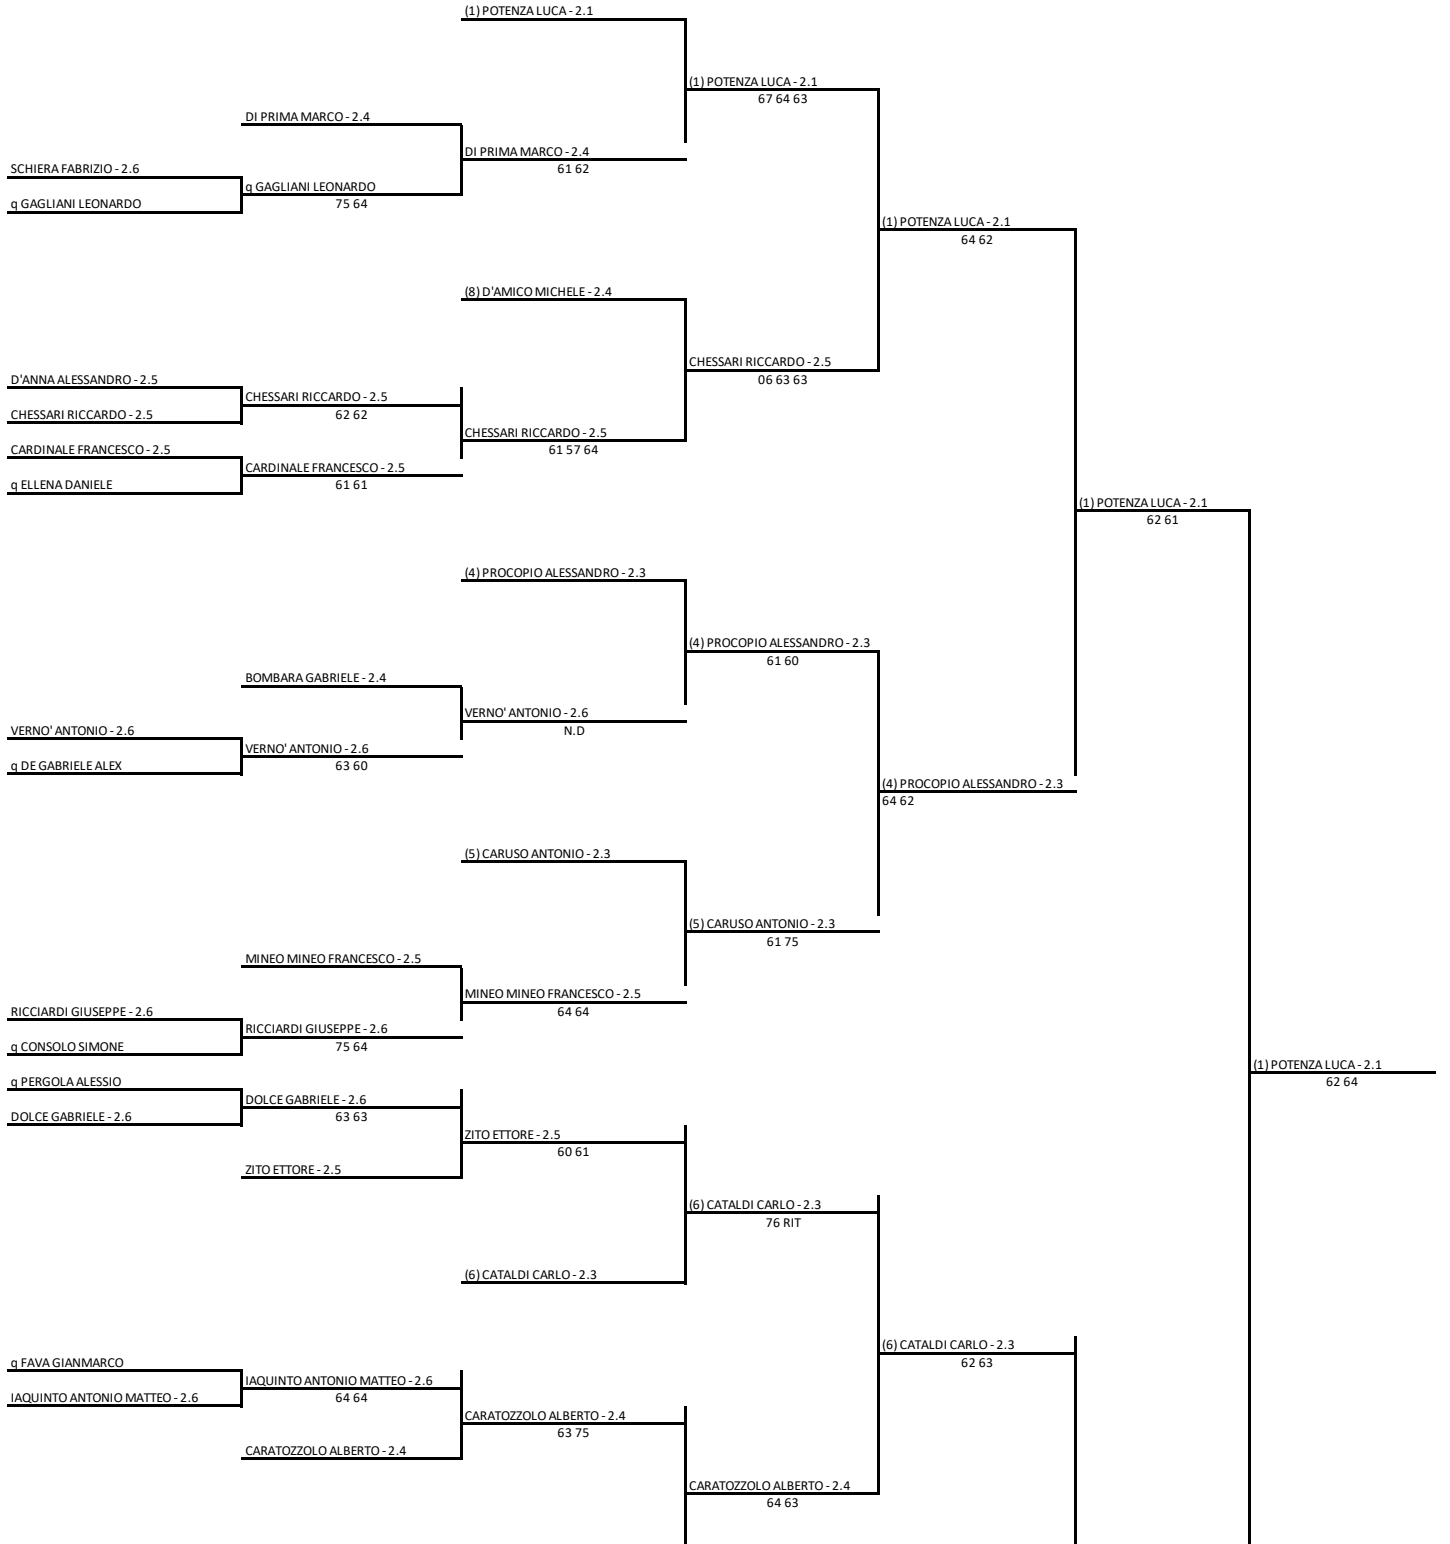 (1) POTENZA LUCA - 2.1
(1) POTENZA LUCA - 2.1
67 64 63
DI PRIMA MARCO - 2.4
DI PRIMA MARCO - 2.4
61 62
SCHIERA FABRIZIO - 2.6
q GAGLIANI LEONARDO
75 64
q GAGLIANI LEONARDO
(1) POTENZA LUCA - 2.1
64 62
(8) D'AMICO MICHELE - 2.4
CHESSARI RICCARDO - 2.5
06 63 63
D'ANNA ALESSANDRO - 2.5
CHESSARI RICCARDO - 2.5
62 62
CHESSARI RICCARDO - 2.5
CHESSARI RICCARDO - 2.5
61 57 64
CARDINALE FRANCESCO - 2.5
CARDINALE FRANCESCO - 2.5
61 61
q ELLENA DANIELE
(1) POTENZA LUCA - 2.1
62 61
(4) PROCOPIO ALESSANDRO - 2.3
(4) PROCOPIO ALESSANDRO - 2.3
61 60
BOMBARA GABRIELE - 2.4
VERNO' ANTONIO - 2.6
N.D
VERNO' ANTONIO - 2.6
VERNO' ANTONIO - 2.6
63 60
q DE GABRIELE ALEX
(4) PROCOPIO ALESSANDRO - 2.3
64 62
(5) CARUSO ANTONIO - 2.3
(5) CARUSO ANTONIO - 2.3
61 75
MINEO MINEO FRANCESCO - 2.5
MINEO MINEO FRANCESCO - 2.5
64 64
RICCIARDI GIUSEPPE - 2.6
RICCIARDI GIUSEPPE - 2.6
75 64
q CONSOLO SIMONE
(1) POTENZA LUCA - 2.1
62 64
q PERGOLA ALESSIO
DOLCE GABRIELE - 2.6
63 63
DOLCE GABRIELE - 2.6
ZITO ETTORE - 2.5
60 61
ZITO ETTORE - 2.5
(6) CATALDI CARLO - 2.3
76 RIT
(6) CATALDI CARLO - 2.3
(6) CATALDI CARLO - 2.3
62 63
q FAVA GIANMARCO
IAQUINTO ANTONIO MATTEO - 2.6
64 64
IAQUINTO ANTONIO MATTEO - 2.6
CARATOZZOLO ALBERTO - 2.4
63 75
CARATOZZOLO ALBERTO - 2.4
CARATOZZOLO ALBERTO - 2.4
64 63